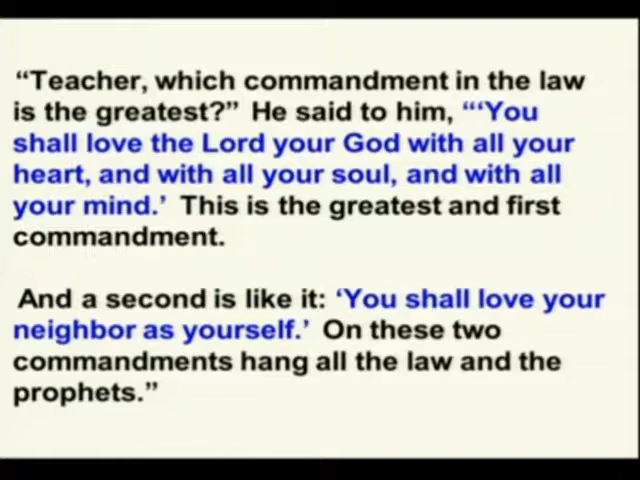 “Teacher, which commandment in the law
is the greatest?” He said to him, “‘You
shall love the Lord your God with all your
heart, and with all your soul, and with all
your mind.’ This is the greatest and first
commandment.
And a second is like it: ‘You shall love your
neighbor as yourself.’ On these two
commandments hang all the law and the
prophets.”